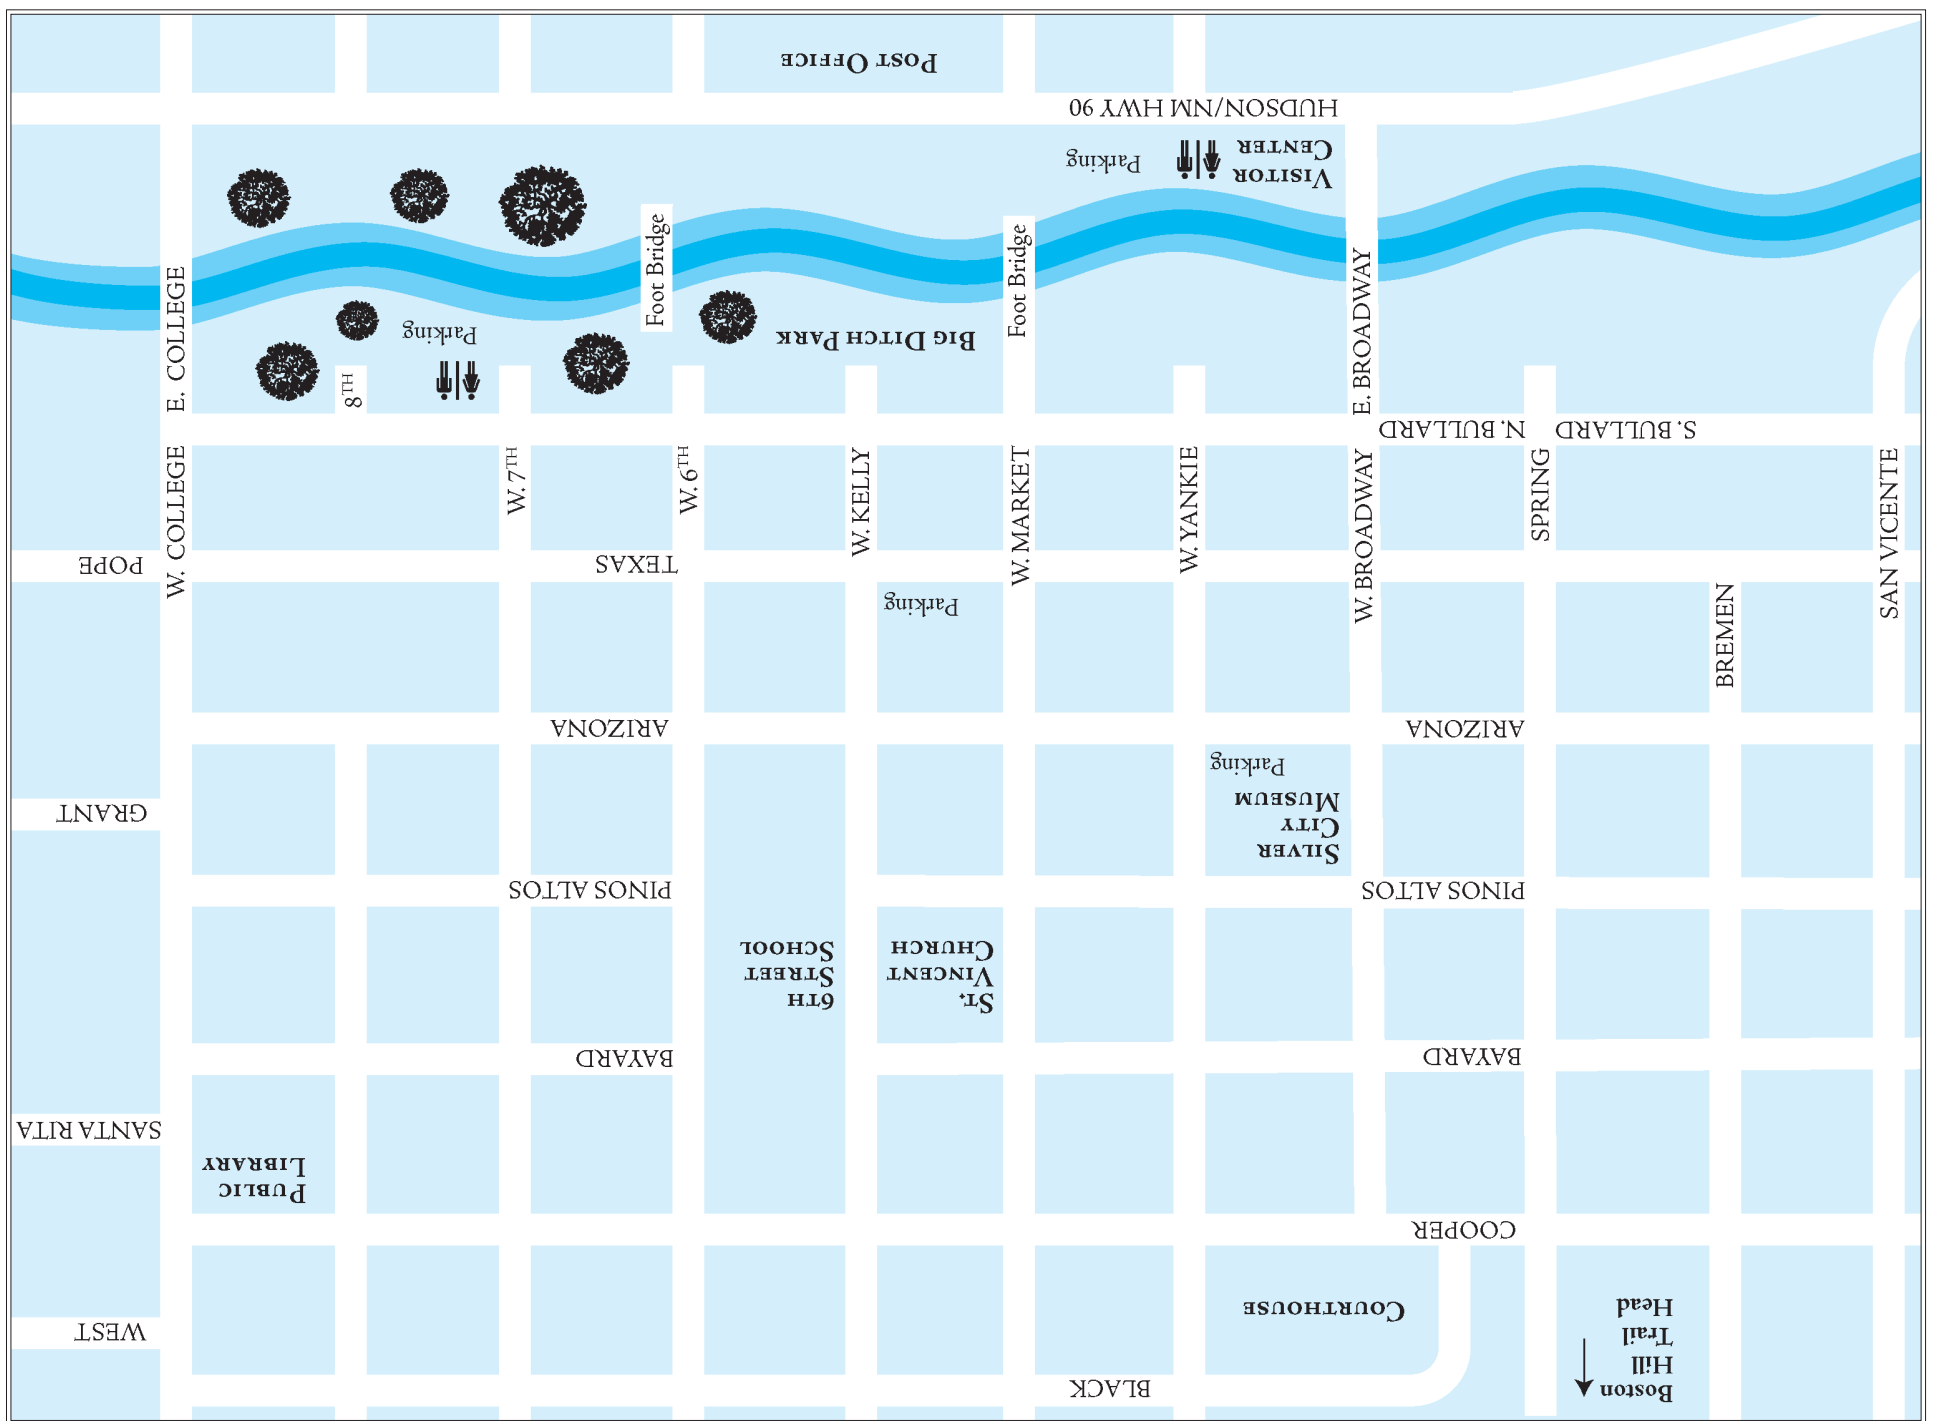 Boston
Hill
Trail
Head
BLACK
COURTHOUSE
WEST
COOPER
PUBLIC
LIBRARY
SANTA RITA
BAYARD
BAYARD
ST.
VINCENT
CHURCH
6TH
STREET
SCHOOL
PINOS ALTOS
PINOS ALTOS
SILVER
CITY
MUSEUM
Parking
GRANT
ARIZONA
ARIZONA
BREMEN
Parking
POPE
TEXAS
SAN VICENTE
SPRING
W. BROADWAY
W. YANKIE
W. MARKET
W. KELLY
W. 6TH
W. 7TH
W. COLLEGE
S. BULLARD
N. BULLARD
E. BROADWAY
8TH
E. COLLEGE
BIG DITCH PARK
Parking
Foot Bridge
Foot Bridge
VISITOR
CENTER
Parking
HUDSON/NM HWY 90
POST OFFICE